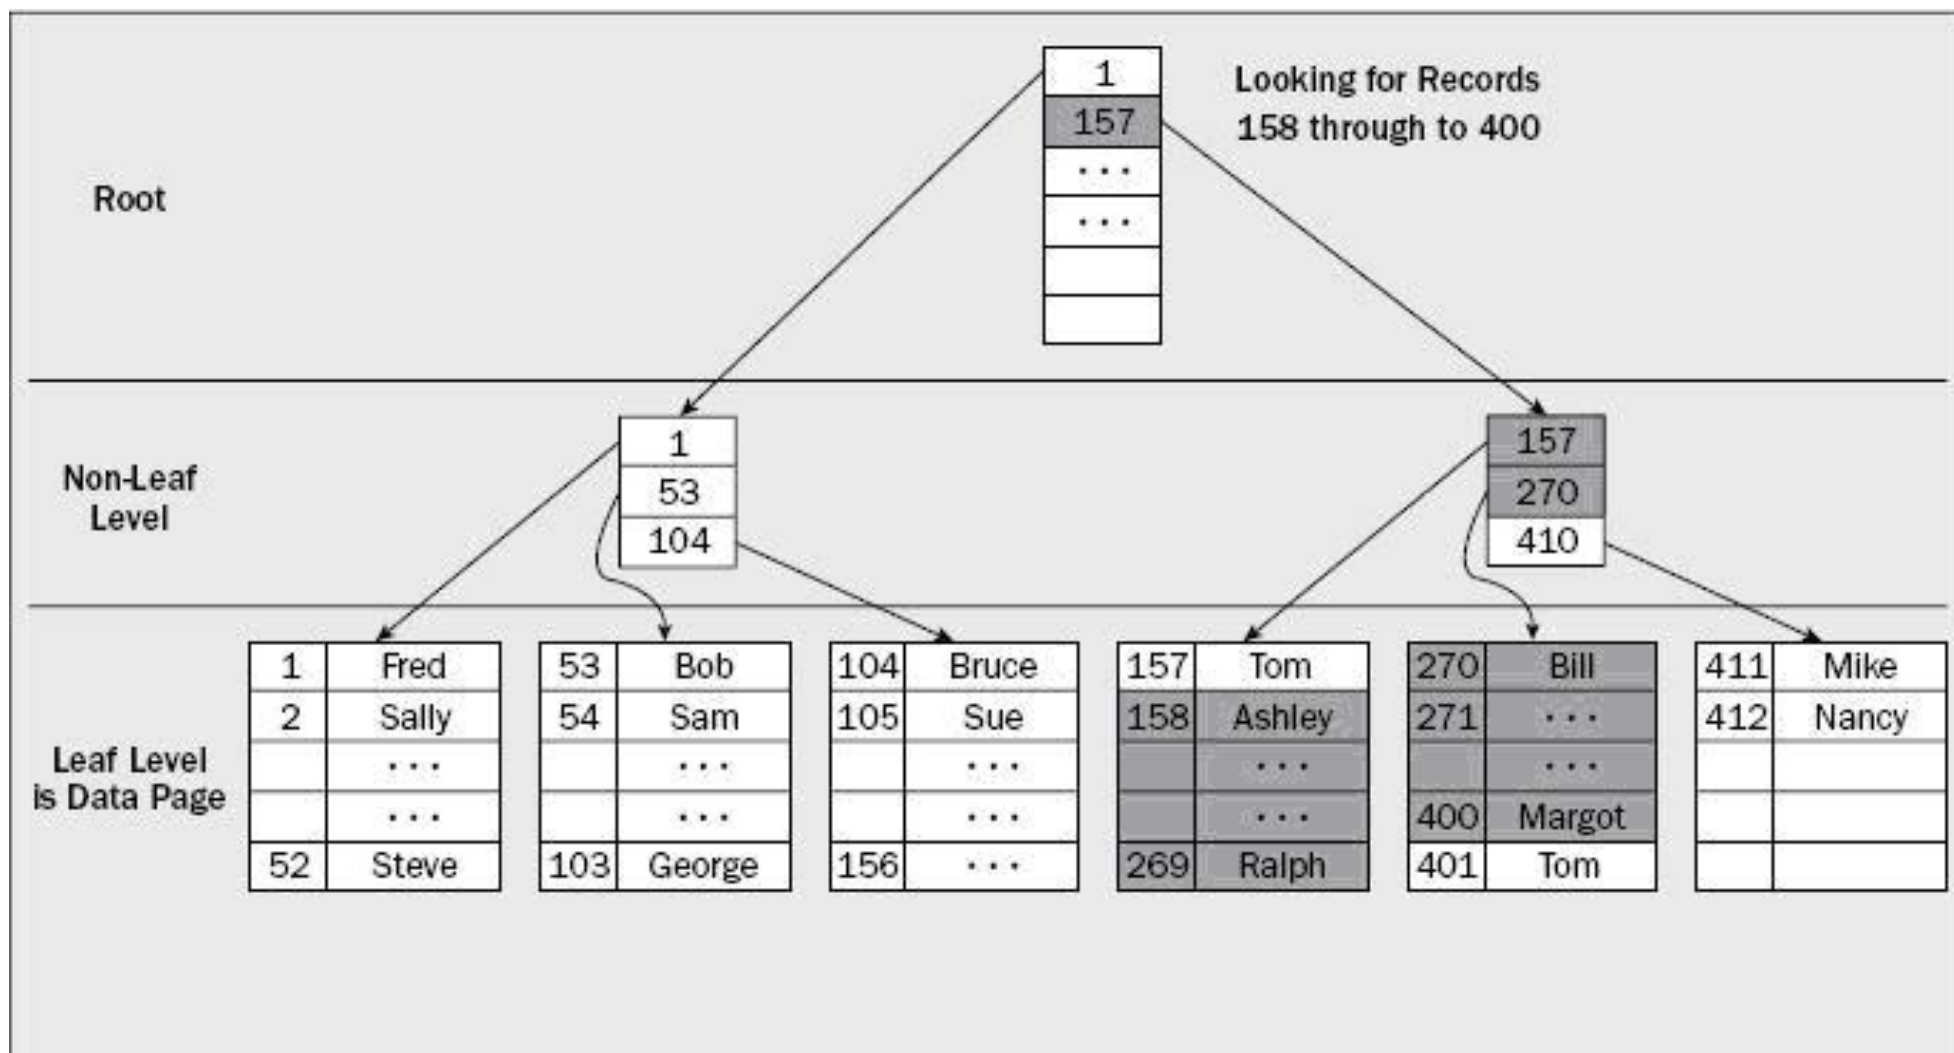 1
157
• • •
• • •
Looking for Records
158 through to 400
Root
Non-Leaf
Level
1
53
104
157
270
410
Leaf Level
is Data Page
1 Fred
2 Sally
• • •
• • •
52 Steve
53 Bob
54 Sam
• • •
• • •
103 George
104 Bruce
105 Sue
• • •
• • •
156 • • •
157 Tom
158 Ashley
• • •
• • •
269 Ralph
270 Bill
271 • • •
• • •
400 Margot
401 Tom
411 Mike
412 Nancy